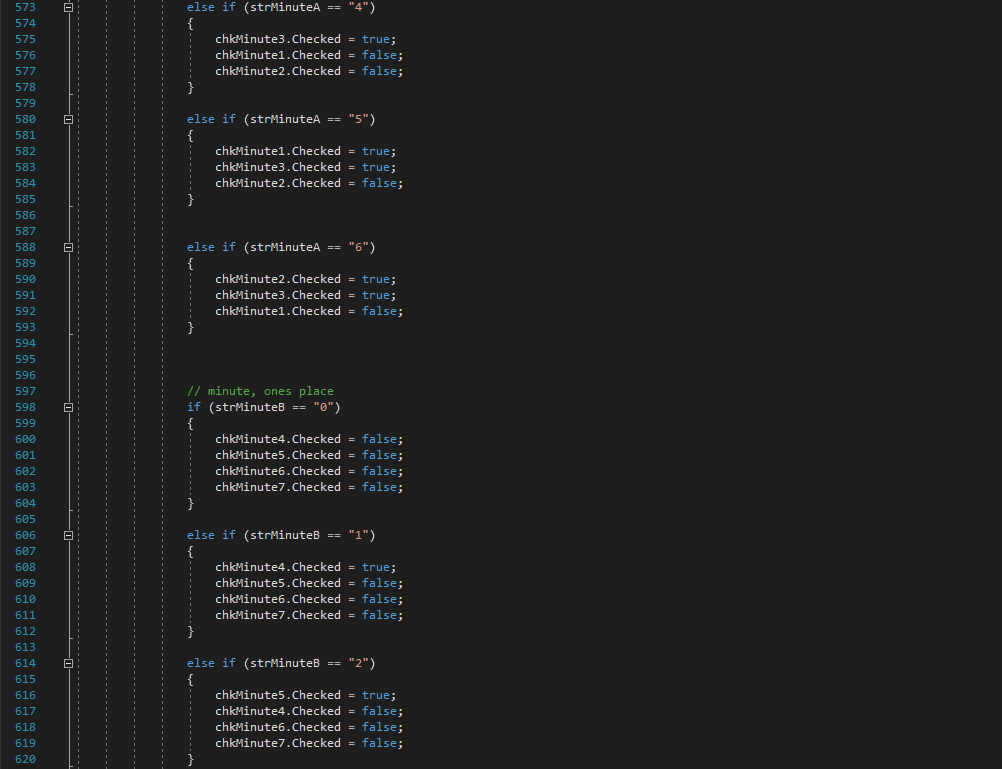 573 else if (strMinuteA == "4")
574 {
575 chkMinute3.Checked = true;
576 chkMinute1.Checked = false;
577 chkMinute2.Checked = false;
578 }
579
580 else if (strMinuteA == "5")
581 {
582 chkMinute1.Checked = true;
583 chkMinute3.Checked = true;
584 chkMinute2.Checked = false;
585 }
586
587
588 else if (strMinuteA == "6")
589 {
590 chkMinute2.Checked = true;
591 chkMinute3.Checked = true;
592 chkMinute1.Checked = false;
593 }
594
595
596
597 // minute, ones place
598 if (strMinuteB == "0")
599 {
600 chkMinute4.Checked = false;
601 chkMinute5.Checked = false;
602 chkMinute6.Checked = false;
603 chkMinute7.Checked = false;
604 }
605
606 else if (strMinuteB == "1")
607 {
608 chkMinute4.Checked = true;
609 chkMinute5.Checked = false;
610 chkMinute6.Checked = false;
611 chkMinute7.Checked = false;
612 }
613
614 else if (strMinuteB == "2")
615 {
616 chkMinute5.Checked = true;
617 chkMinute4.Checked = false;
618 chkMinute6.Checked = false;
619 chkMinute7.Checked = false;
620 }